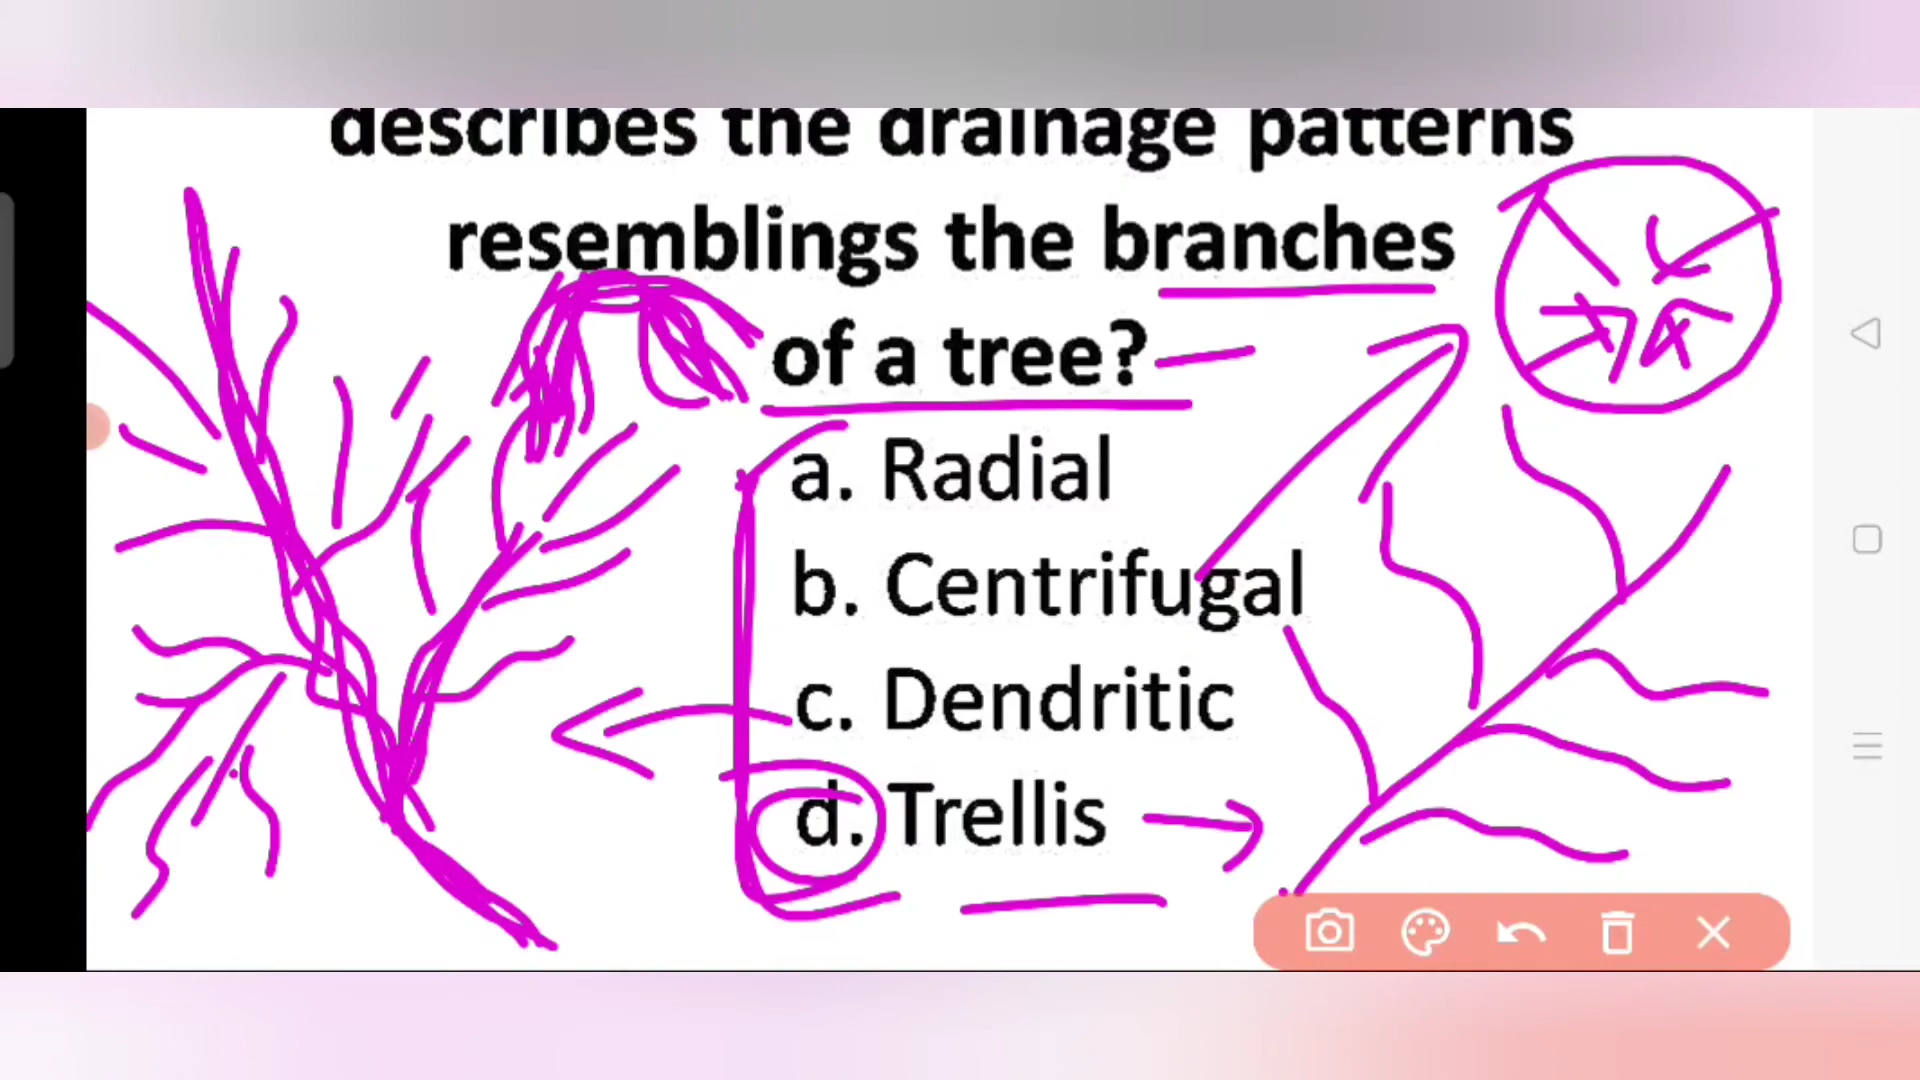 describes the drainage patterns
resemblings the branches
of a tree?
a. Radial
b. Centrifugal
c. Dendritic
d. Trellis